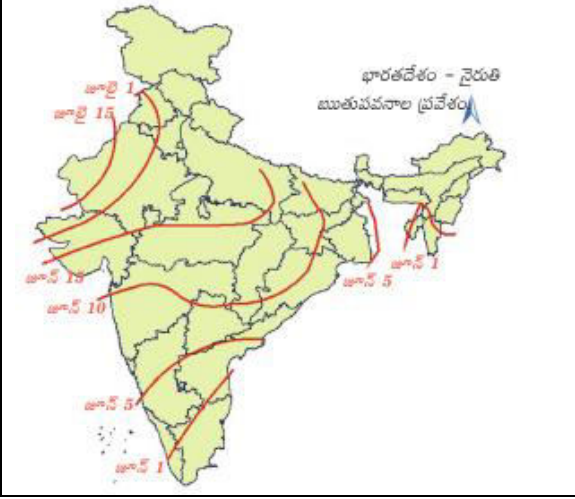 భారతదేశం - నైరుతి
ఋతుపవనాల ప్రవేశం
జూలై 1
జూలై 15
జూన్ 15
జూన్ 10
జూన్ 5
జూన్ 1
జూన్ 5
జూన్ 1